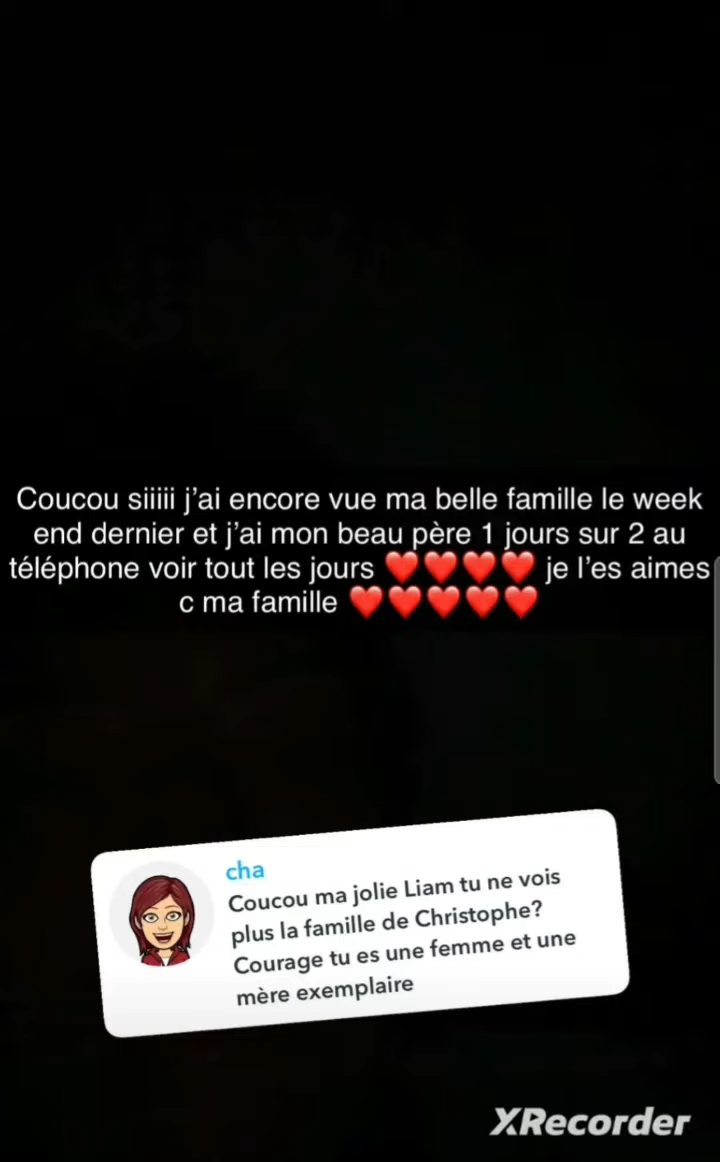 Coucou siiiii j'ai encore vue ma belle famille le week
end dernier et j'ai mon beau père 1 jours sur 2 au
téléphone voir tout les jours ❤️❤️❤️❤️ je l'es aimes
c ma famille ❤️❤️❤️❤️❤️
cha
Coucou ma jolie Liam tu ne vois
plus la famille de Christophe?
Courage tu es une femme et une
mère exemplaire
XRecorder